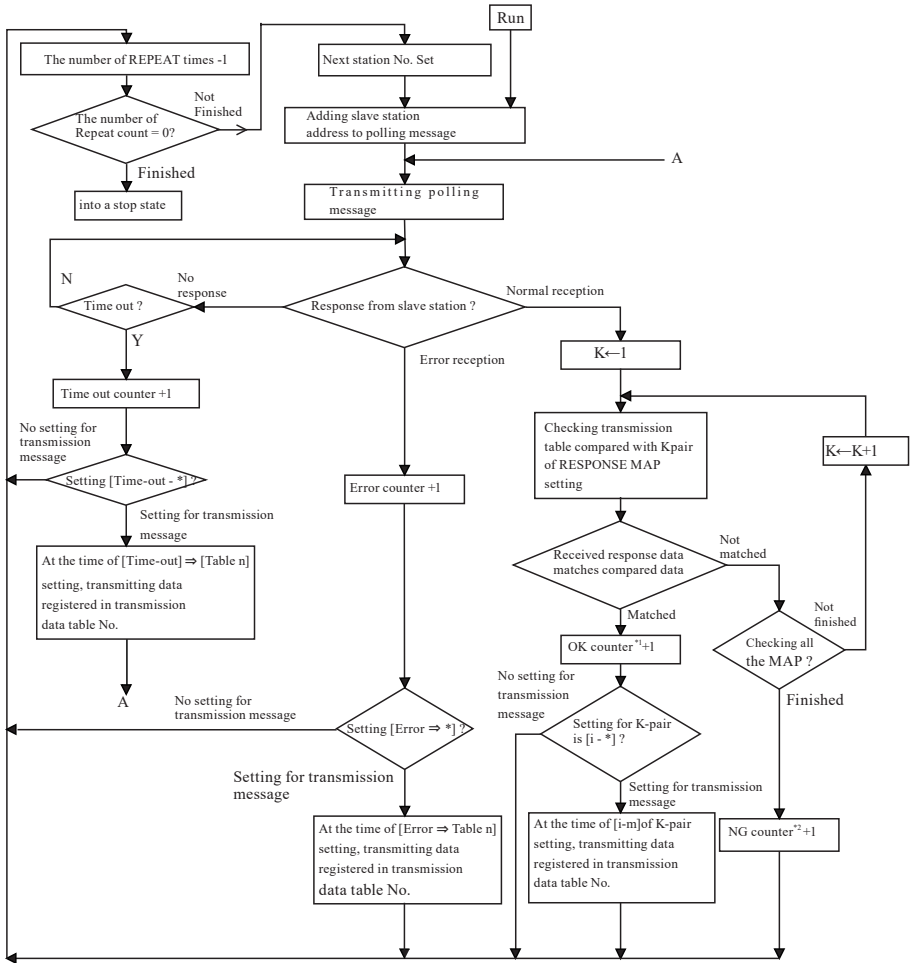 Run
The number of REPEAT times -1
Next station No. Set
Not
Finished
The number of
Repeat count = 0?
Adding slave station
address to polling message
A
Finished
into a stop state
Transmitting polling
message
N
No
response
Time out ?
Response from slave station ?
Normal reception
Y
Error reception
K←1
Time out counter +1
No setting for
transmission
message
Checking transmission
table compared with Kpair
of RESPONSE MAP
setting
K←K+1
Setting [Time-out - *] ?
Error counter +1
Setting for transmission
message
Not
matched
At the time of [Time-out] ⇒ [Table n]
setting, transmitting data
registered in transmission
data table No.
Received response data
matches compared data
Not
finished
Matched
OK counter*1+1
Checking all
the MAP ?
A
No setting for
transmission
message
No setting for
transmission message
Finished
Setting [Error ⇒ *] ?
Setting for K-pair
is [i - *] ?
Setting for transmission
message
Setting for transmission
message
At the time of [Error ⇒ Table n]
setting, transmitting data
registered in transmission
data table No.
At the time of [i-m]of K-pair
setting, transmitting data
registered in transmission
data table No.
NG counter*2+1